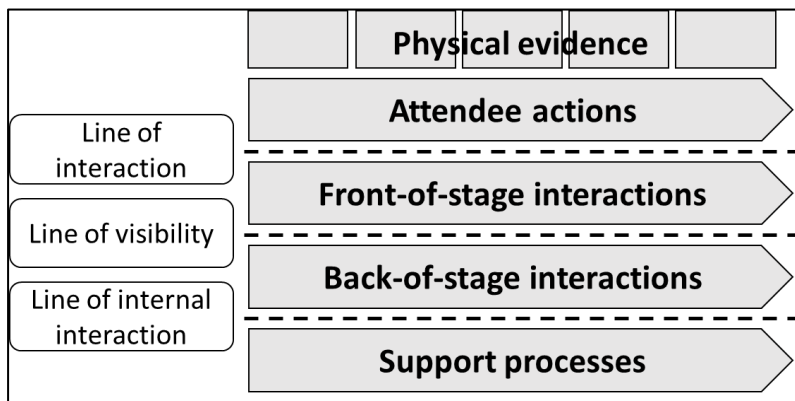 Physical evidence
Attendee actions
Line of
interaction
Front-of-stage interactions
Line of visibility
Back-of-stage interactions
Line of internal
interaction
Support processes